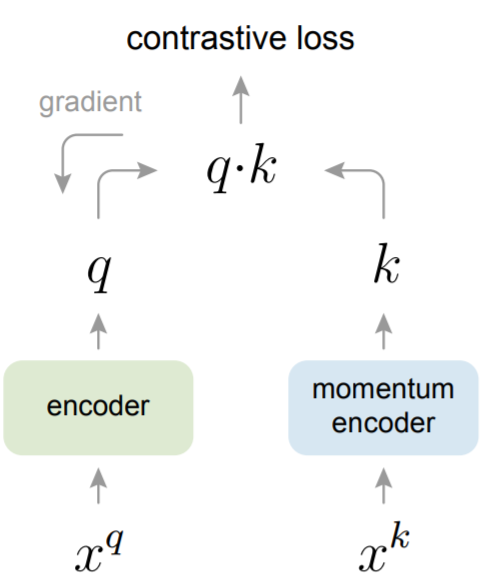 contrastive loss
gradient
q·k
q
k
encoder
momentum
encoder
x^q
x^k